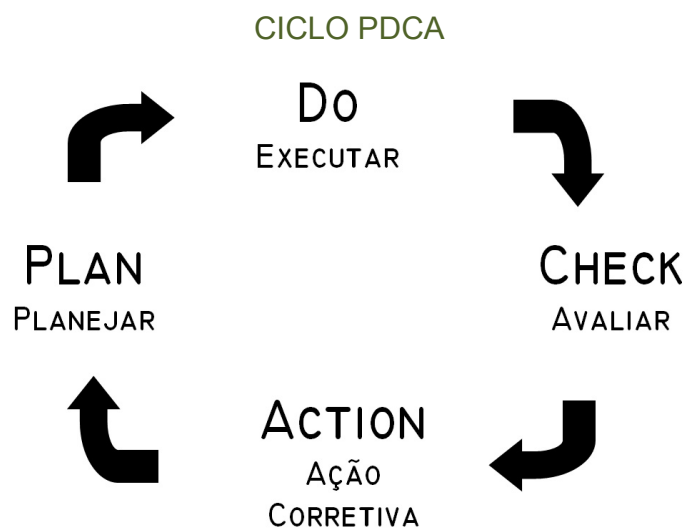 CICLO PDCA
DO
EXECUTAR
PLAN
PLANEJAR
CHECK
AVALIAR
ACTION
AÇÃO
CORRETIVA